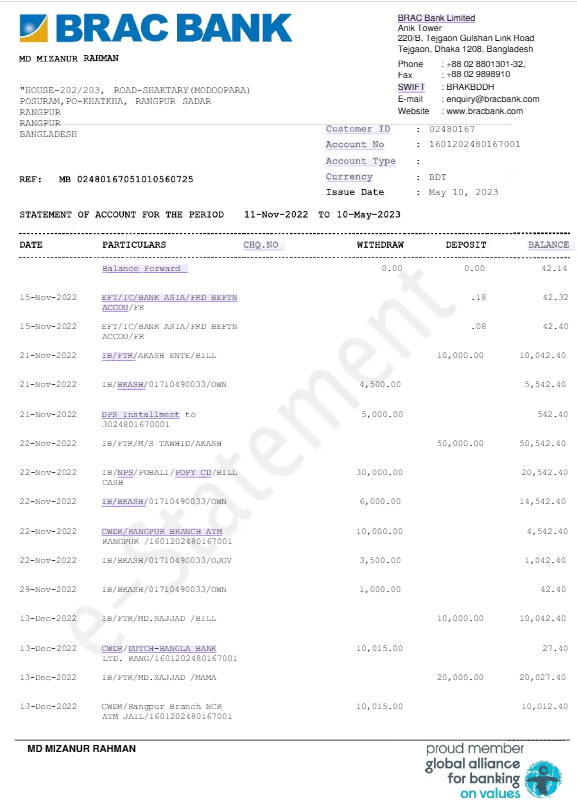 BRAC BANK
BRAC Bank Limited
Anik Tower
220/B, Tejgaon Gulshan Link Road
Tejgaon, Dhaka 1208, Bangladesh
Phone : +88 02 8801301-32,
Fax : +88 02 9898910
SWIFT : BRAKBDDH
E-mail : enquiry@bracbank.com
Website : www.bracbank.com
MD MIZANUR RAHMAN
"HOUSE-202/203, ROAD-SHAKTARY(MODOOPARA)
POSURAM,PO-KHATKHA, RANGPUR SADAR
RANGPUR
RANGPUR
BANGLADESH
Customer ID : 02480167
Account No : 1601202480167001
Account Type :
Currency : BDT
Issue Date : May 10, 2023
REF: MB 02480167051010560725
STATEMENT OF ACCOUNT FOR THE PERIOD 11-Nov-2022 TO 10-May-2023
DATE PARTICULARS CHQ.NO WITHDRAW DEPOSIT BALANCE
Balance Forward 0.00 0.00 42.14
15-Nov-2022 EFT/IC/BANK ASIA/FRD BEFTN .18 42.32
ACCOU/FR
15-Nov-2022 EFT/IC/BANK ASIA/FRD BEFTN .08 42.40
ACCOU/FR
21-Nov-2022 IB/FTR/AKASH ENTE/BILL 10,000.00 10,042.40
21-Nov-2022 IB/BKASH/01710490033/OWN 4,500.00 5,542.40
21-Nov-2022 DPS Installment to 5,000.00 542.40
3024801670001
22-Nov-2022 IB/FTR/M/S TAWHID/AKASH 50,000.00 50,542.40
22-Nov-2022 IB/NPS/PUBALI/POPY CD/BILL 30,000.00 20,542.40
CASH
22-Nov-2022 IB/BKASH/01710490033/OWN 6,000.00 14,542.40
22-Nov-2022 CWDR/RANGPUR BRANCH ATM 10,000.00 4,542.40
RANGPUR /1601202480167001
22-Nov-2022 IB/BKASH/01710490033/OJGV 3,500.00 1,042.40
29-Nov-2022 IB/BKASH/01710490033/OWN 1,000.00 42.40
13-Dec-2022 IB/FTR/MD.SAJJAD /BILL 10,000.00 10,042.40
13-Dec-2022 CWDR/DUTCH-BANGLA BANK 10,015.00 27.40
LTD. RANG/1601202480167001
13-Dec-2022 IB/FTR/MD.SAJJAD /MAMA 20,000.00 20,027.40
13-Dec-2022 CWDR/Rangpur Branch NCR 10,015.00 10,012.40
ATM JAIL/1601202480167001
e-Statement
MD MIZANUR RAHMAN
proud member
global alliance
for banking
on values